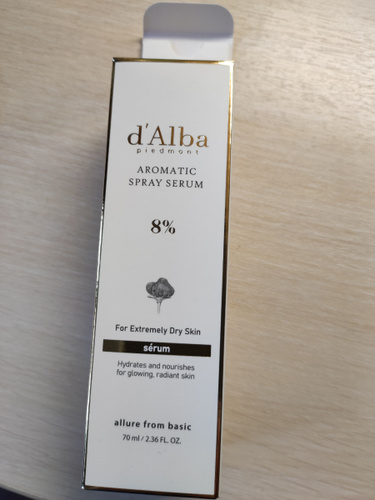 d'Alba
piedmont
AROMATIC
SPRAY SERUM
8%
For Extremely Dry Skin
sérum
Hydrates and nourishes
for glowing, radiant skin
allure from basic
70 ml / 2.36 FL. OZ.